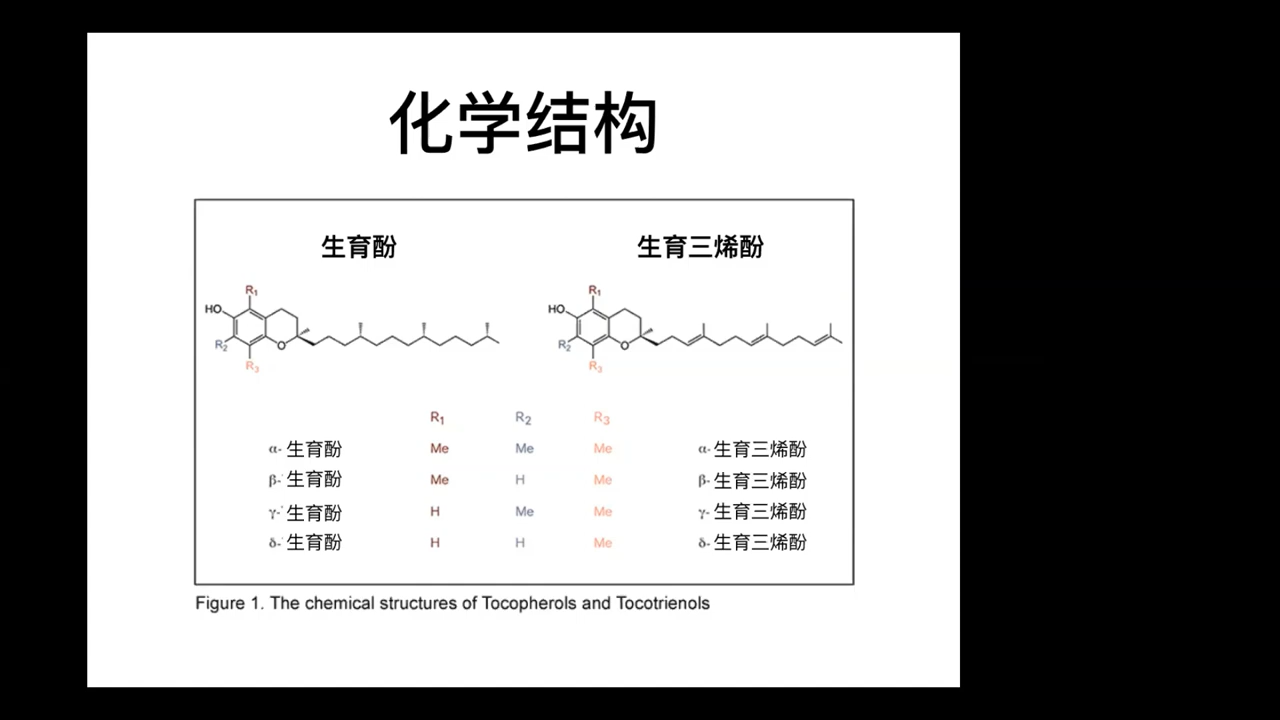 化学结构
生育酚 生育三烯酚
R1 R1
HO HO
R2 O R2 O
R3 R3
R1 R2 R3
α- 生育酚 Me Me Me α- 生育三烯酚
β- 生育酚 Me H Me β- 生育三烯酚
γ- 生育酚 H Me Me γ- 生育三烯酚
δ- 生育酚 H H Me δ- 生育三烯酚
Figure 1. The chemical structures of Tocopherols and Tocotrienols